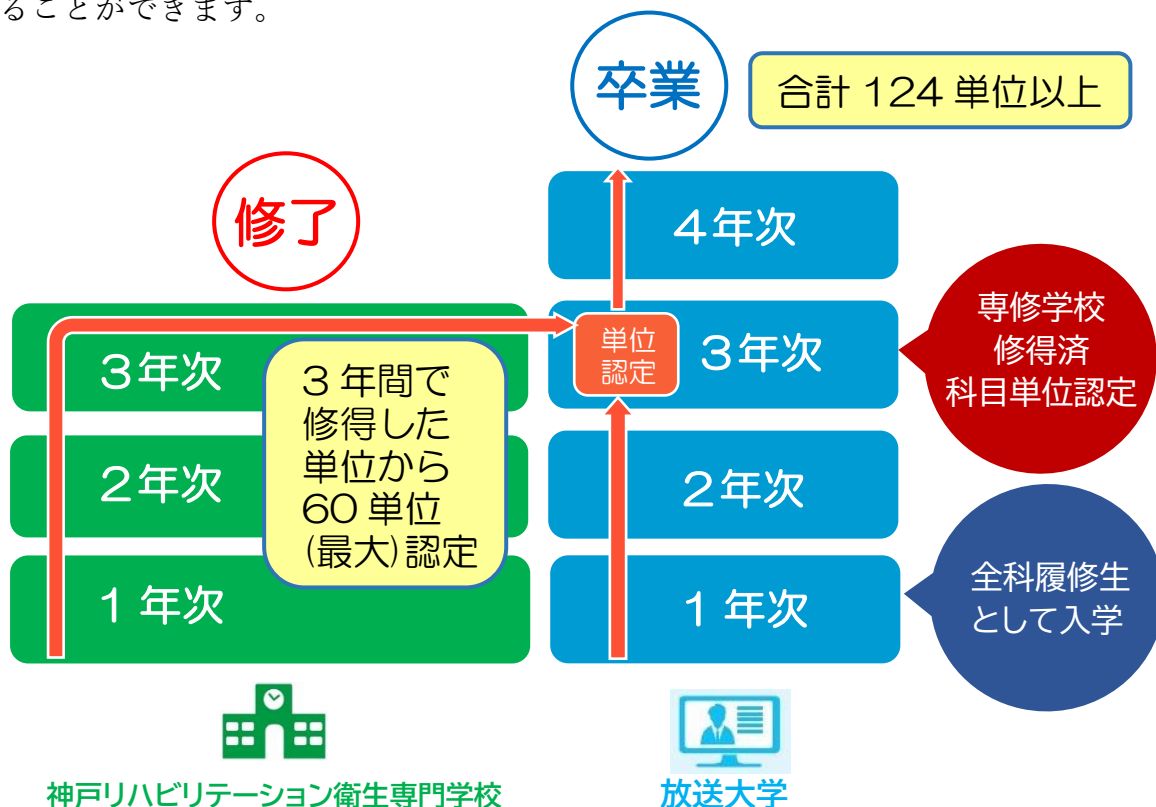 ることができます。
卒業
合計 124 単位以上
修了
4年次
3年次
2年次
1 年次
3 年間で
修得した
単位から
60 単位
(最大)認定
単位
認定
3年次
2年次
1 年次
専修学校
修得済
科目単位認定
全科履修生
として入学
神戸リハビリテーション衛生専門学校
放送大学